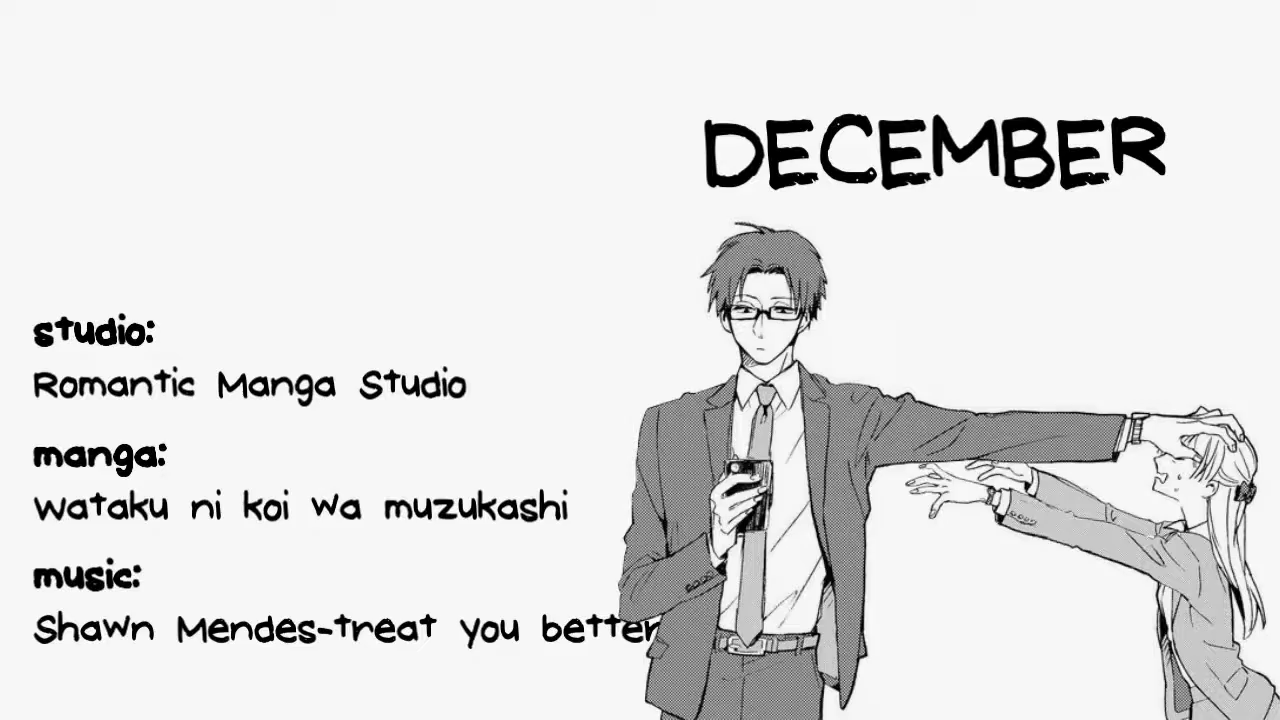 DECEMBER
studio:
Romantic Manga Studio
manga:
wataku ni koi wa muzukashi
music:
Shawn Mendes-treat you better